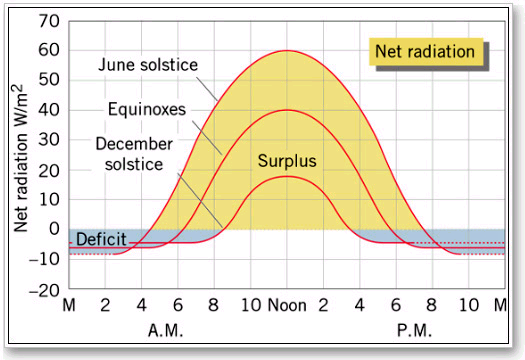 Net radiation
70
60
50
40
30
20
10
0
−10
−20
Net radiation W/m2
June solstice
Equinoxes
December
solstice
Surplus
Deficit
M 2 4 6 8 10 Noon 2 4 6 8 10 M
A.M. P.M.